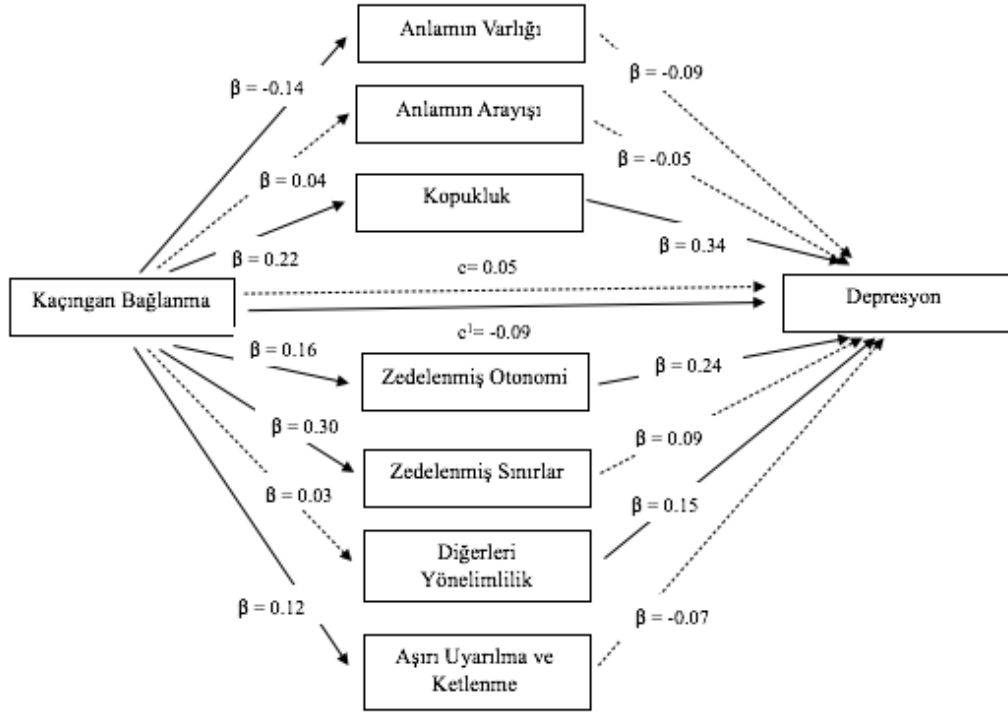 Anlamın Varlığı
β = -0.14
β = -0.09
Anlamın Arayışı
β = 0.04
β = -0.05
Kopukluk
β = 0.22
β = 0.34
c= 0.05
Kaçıngan Bağlanma
Depresyon
c¹= -0.09
β = 0.16
Zedelenmiş Otonomi
β = 0.24
β = 0.30
Zedelenmiş Sınırlar
β = 0.09
β = 0.03
β = 0.15
Diğerleri
Yönelimlilik
β = 0.12
β = -0.07
Aşırı Uyarılma ve
Ketlenme